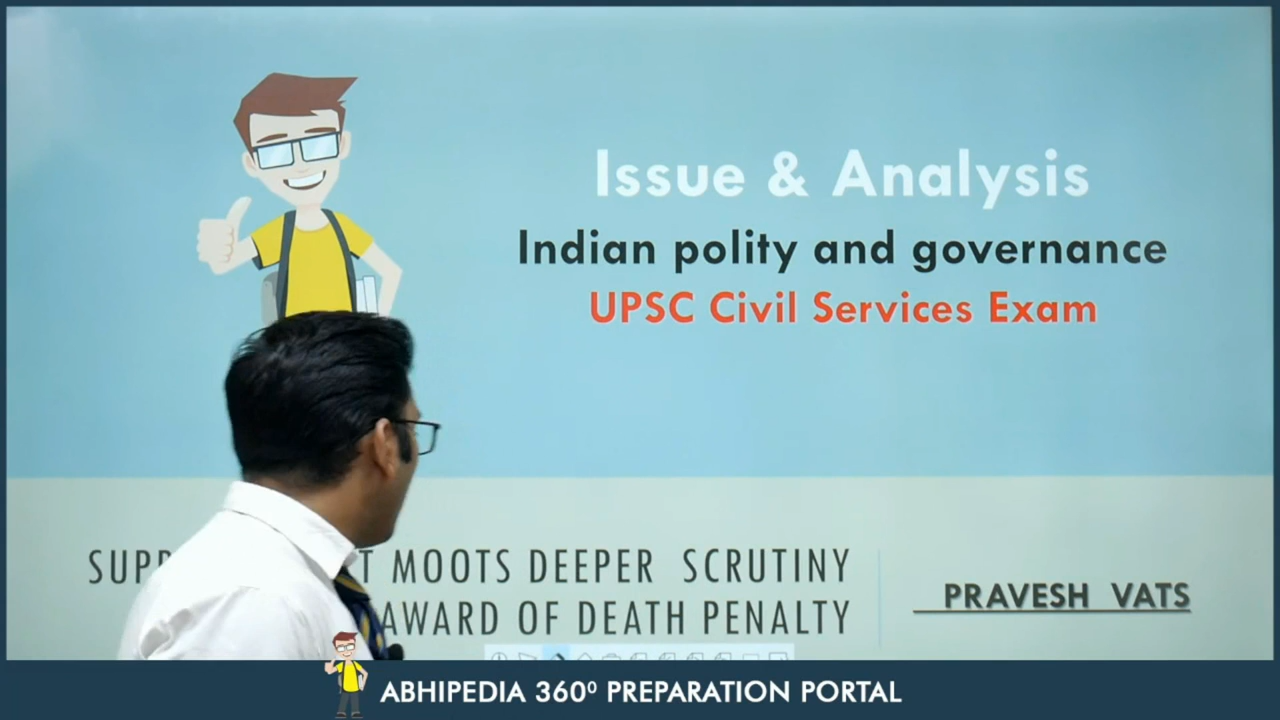 Issue & Analysis
Indian polity and governance
UPSC Civil Services Exam
MOOTS DEEPER SCRUTINY
AWARD OF DEATH PENALTY
PRAVESH VATS
ABHIPEDIA 360⁰ PREPARATION PORTAL